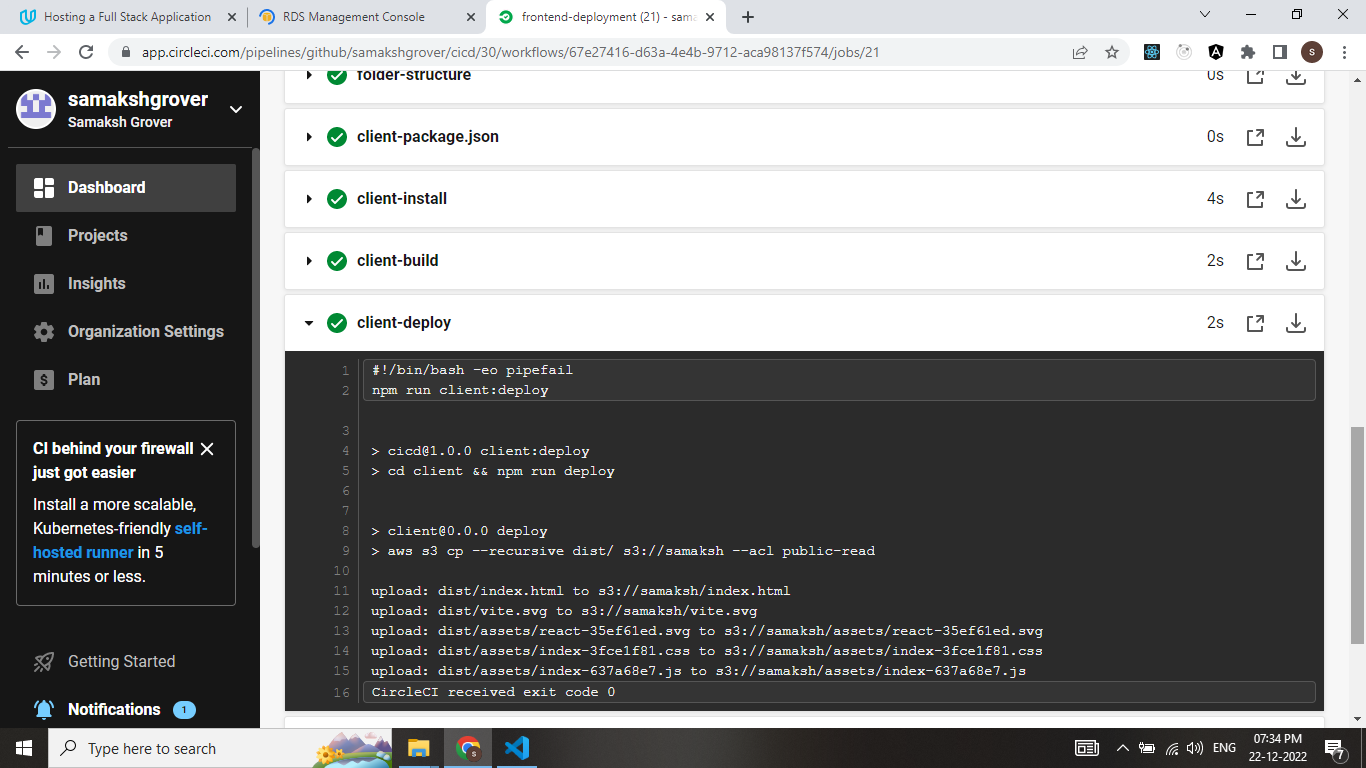 Hosting a Full Stack Application
RDS Management Console
frontend-deployment (21) - sama
app.circleci.com/pipelines/github/samakshgrover/cicd/30/workflows/67e27416-d63a-4e4b-9712-aca98137f574/jobs/21
S
samakshgrover
Samaksh Grover
Dashboard
Projects
Insights
Organization Settings
Plan
CI behind your firewall
just got easier
Install a more scalable,
Kubernetes-friendly self-
hosted runner in 5
minutes or less.
Getting Started
Notifications 1
folder-structure 0s
client-package.json 0s
client-install 4s
client-build 2s
client-deploy 2s
1 #!/bin/bash -eo pipefail
2 npm run client:deploy
3
4 > cicd@1.0.0 client:deploy
5 > cd client && npm run deploy
6
7
8 > client@0.0.0 deploy
9 > aws s3 cp --recursive dist/ s3://samaksh --acl public-read
10
11 upload: dist/index.html to s3://samaksh/index.html
12 upload: dist/vite.svg to s3://samaksh/vite.svg
13 upload: dist/assets/react-35ef61ed.svg to s3://samaksh/assets/react-35ef61ed.svg
14 upload: dist/assets/index-3fce1f81.css to s3://samaksh/assets/index-3fce1f81.css
15 upload: dist/assets/index-637a68e7.js to s3://samaksh/assets/index-637a68e7.js
16 CircleCI received exit code 0
Type here to search
ENG
07:34 PM
22-12-2022
7